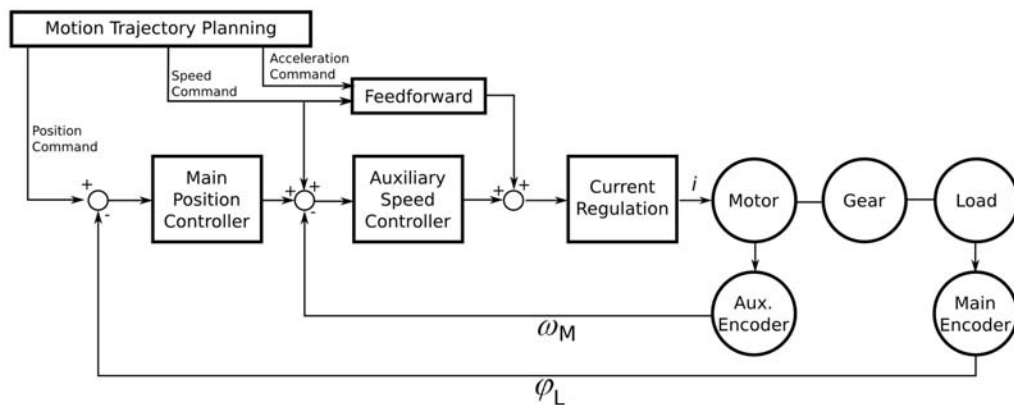 Motion Trajectory Planning
Acceleration
Command
Speed
Command
Feedforward
Position
Command
+
-
Main
Position
Controller
+
+
-
Auxiliary
Speed
Controller
+
+
Current
Regulation
i
Motor
Gear
Load
Aux.
Encoder
Main
Encoder
ωM
φL